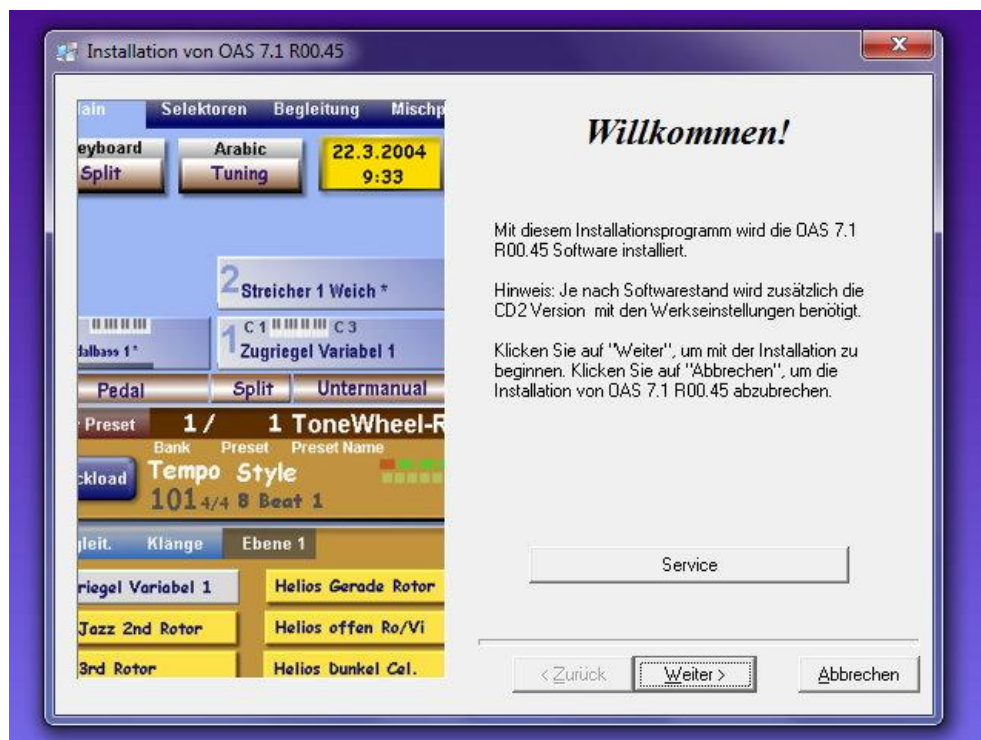 Installation von OAS 7.1 R00.45
Selektoren Begleitung
eyboard Arabic 22.3.2004
Split Tuning 9:33
2 Streicher 1 Weich *
C 1 C 3
1 Zugriegel Variabel 1
Pedal Split Untermanual
Preset 1 / 1 ToneWheel-R
Bank Preset Preset Name
Tempo Style
101 4/4 8 Beat 1
Klänge Ebene 1
riegel Variabel 1 Helios Gerade Rotor
Jazz 2nd Rotor Helios offen Ro/Vi
3rd Rotor Helios Dunkel Cel.
Willkommen!
Mit diesem Installationsprogramm wird die OAS 7.1
R00.45 Software installiert.
Hinweis: Je nach Softwarestand wird zusätzlich die
CD2 Version mit den Werkseinstellungen benötigt.
Klicken Sie auf "Weiter", um mit der Installation zu
beginnen. Klicken Sie auf "Abbrechen", um die
Installation von OAS 7.1 R00.45 abzubrechen.
Service
< Zurück Weiter > Abbrechen